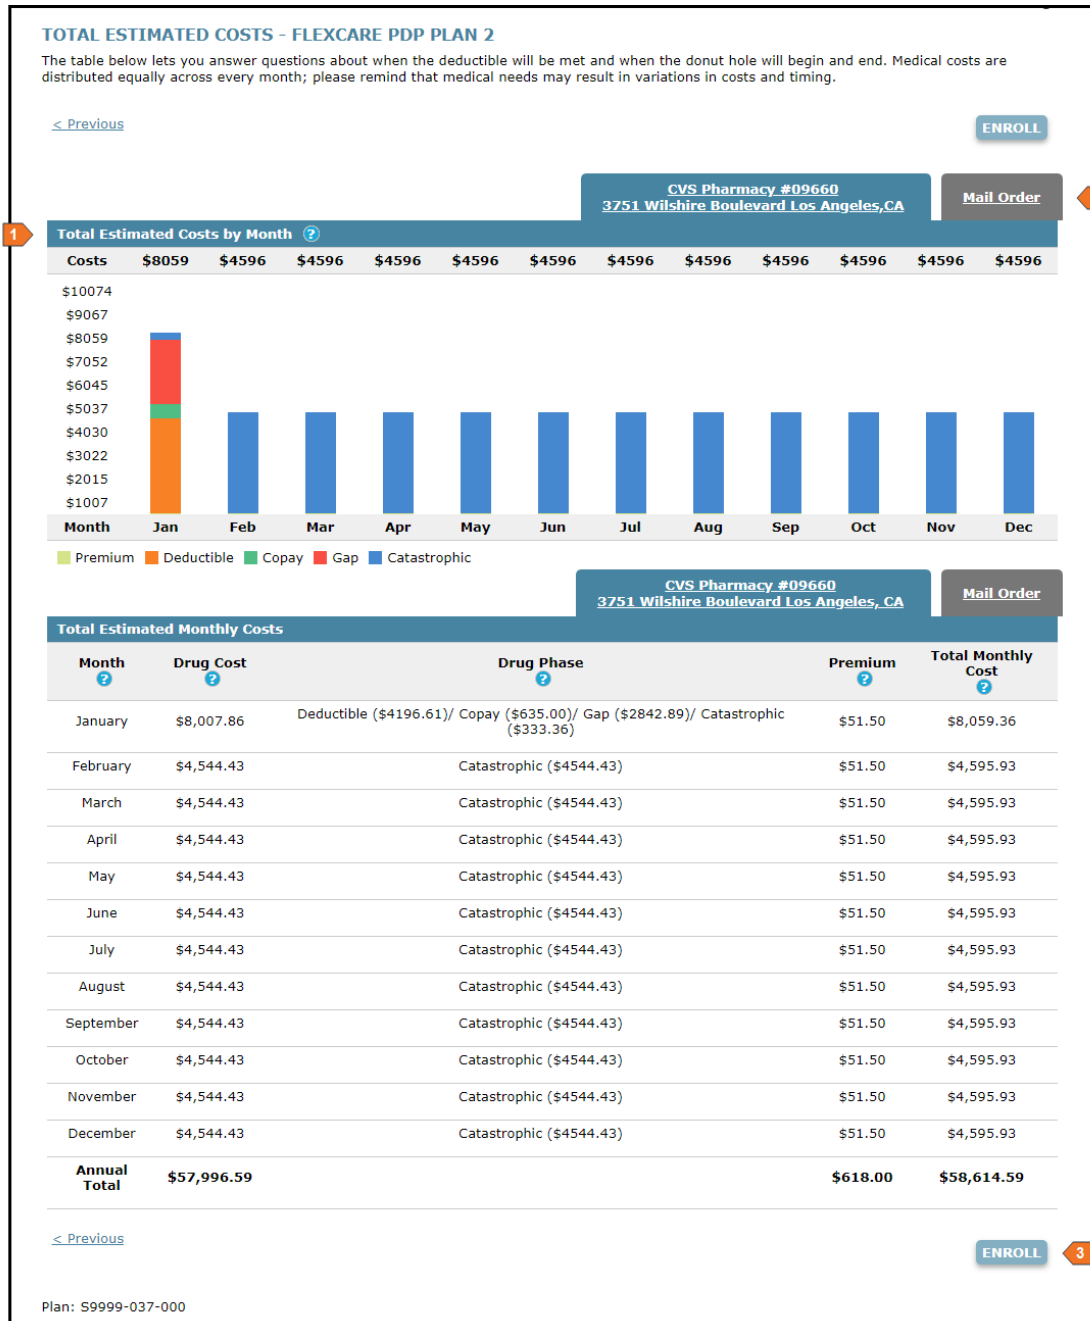 TOTAL ESTIMATED COSTS - FLEXCARE PDP PLAN 2
The table below lets you answer questions about when the deductible will be met and when the donut hole will begin and end. Medical costs are
distributed equally across every month; please remind that medical needs may result in variations in costs and timing.
< Previous
ENROLL
CVS Pharmacy #09660
3751 Wilshire Boulevard Los Angeles,CA
Mail Order
1
Total Estimated Costs by Month ?
Costs $8059 $4596 $4596 $4596 $4596 $4596 $4596 $4596 $4596 $4596 $4596 $4596
$10074
$9067
$8059
$7052
$6045
$5037
$4030
$3022
$2015
$1007
Month Jan Feb Mar Apr May Jun Jul Aug Sep Oct Nov Dec
Premium Deductible Copay Gap Catastrophic
CVS Pharmacy #09660
3751 Wilshire Boulevard Los Angeles, CA
Mail Order
Total Estimated Monthly Costs
Month ? Drug Cost ? Drug Phase ? Premium ? Total Monthly Cost ?
January $8,007.86 Deductible ($4196.61)/ Copay ($635.00)/ Gap ($2842.89)/ Catastrophic ($333.36) $51.50 $8,059.36
February $4,544.43 Catastrophic ($4544.43) $51.50 $4,595.93
March $4,544.43 Catastrophic ($4544.43) $51.50 $4,595.93
April $4,544.43 Catastrophic ($4544.43) $51.50 $4,595.93
May $4,544.43 Catastrophic ($4544.43) $51.50 $4,595.93
June $4,544.43 Catastrophic ($4544.43) $51.50 $4,595.93
July $4,544.43 Catastrophic ($4544.43) $51.50 $4,595.93
August $4,544.43 Catastrophic ($4544.43) $51.50 $4,595.93
September $4,544.43 Catastrophic ($4544.43) $51.50 $4,595.93
October $4,544.43 Catastrophic ($4544.43) $51.50 $4,595.93
November $4,544.43 Catastrophic ($4544.43) $51.50 $4,595.93
December $4,544.43 Catastrophic ($4544.43) $51.50 $4,595.93
Annual Total $57,996.59 $618.00 $58,614.59
< Previous
ENROLL
3
Plan: S9999-037-000